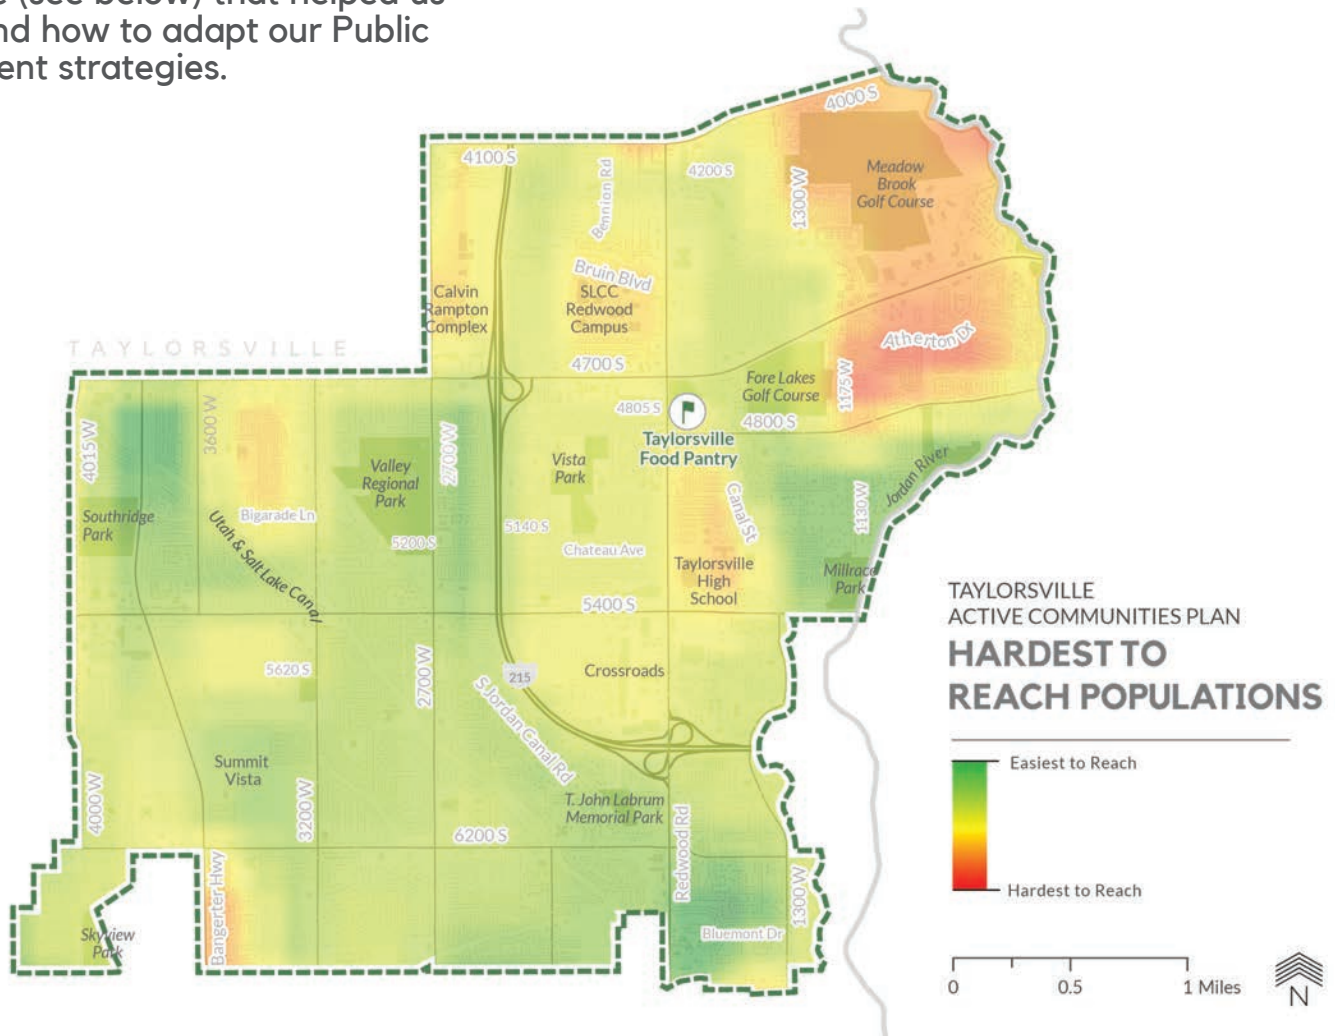 (see below) that helped us
nd how to adapt our Public
ent strategies.
4000 S
4100 S
Bennion Rd
4200 S
1300 W
Meadow
Brook
Golf Course
Bruin Blvd
Calvin
Rampton
Complex
SLCC
Redwood
Campus
Atherton Dr
TAYLORSVILLE
4700 S
Fore Lakes
Golf Course
1175 W
4805 S
4800 S
4015 W
3600 W
2700 W
Taylorsville
Food Pantry
Valley
Regional
Park
Vista
Park
Jordan River
Southridge
Park
Bigarade Ln
Utah & Salt Lake Canal
5200 S
5140 S
Canal St
1130 W
Chateau Ave
Taylorsville
High
School
Millrace
Park
5400 S
5620 S
2700 W
215
Crossroads
S Jordan Canal Rd
Summit
Vista
4000 W
3200 W
T. John Labrum
Memorial Park
6200 S
Redwood Rd
Bangerter Hwy
1300 W
Skyview
Park
Bluemont Dr
TAYLORSVILLE
ACTIVE COMMUNITIES PLAN
HARDEST TO
REACH POPULATIONS
Easiest to Reach
Hardest to Reach
0 0.5 1 Miles
N